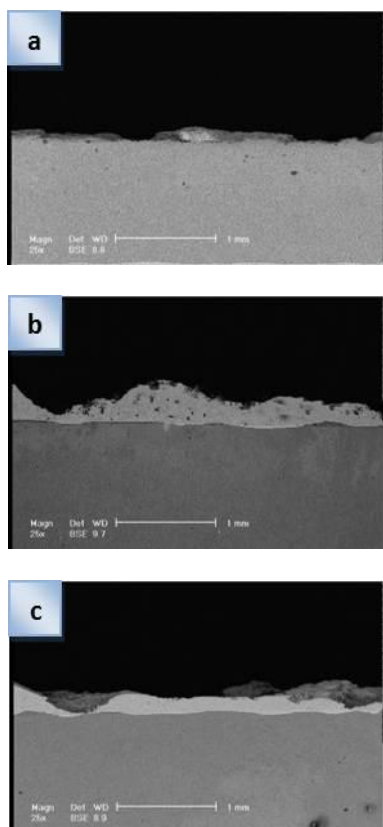 a
Magn Det WD 1 mm
25x BSE 8.8
b
Magn Det WD 1 mm
25x BSE 9.7
c
Magn Det WD 1 mm
25x BSE 8.9